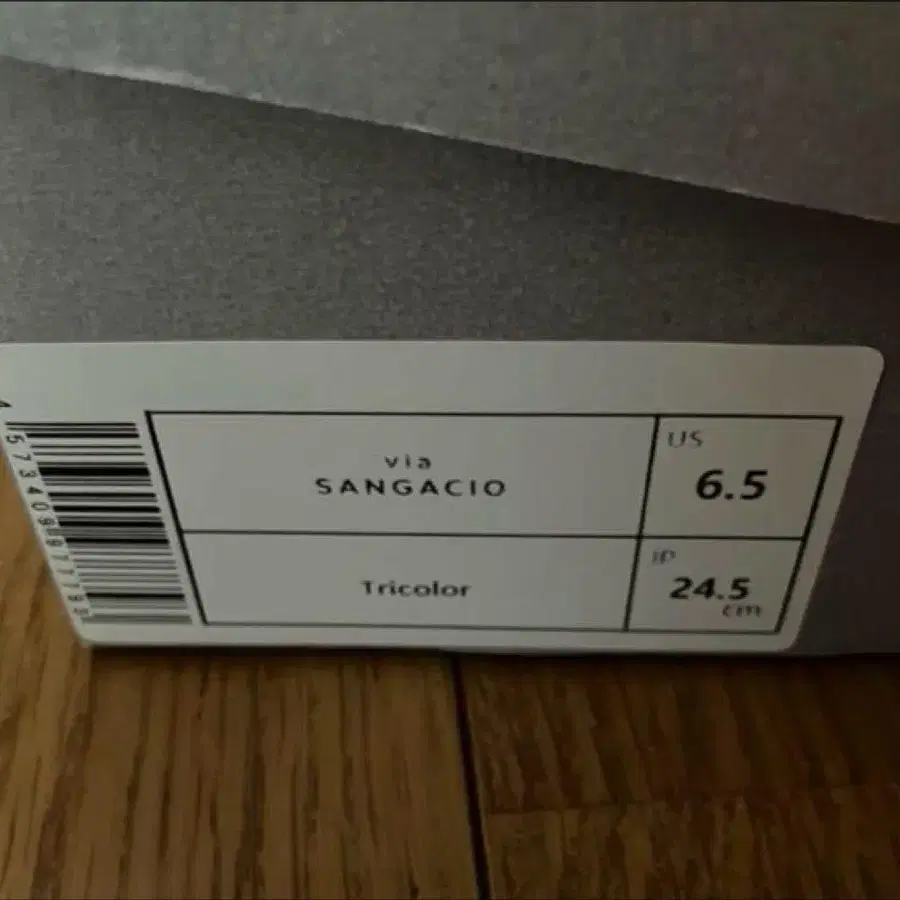 via
SANGACIO
US
6.5
Tricolor
JP
24.5
cm